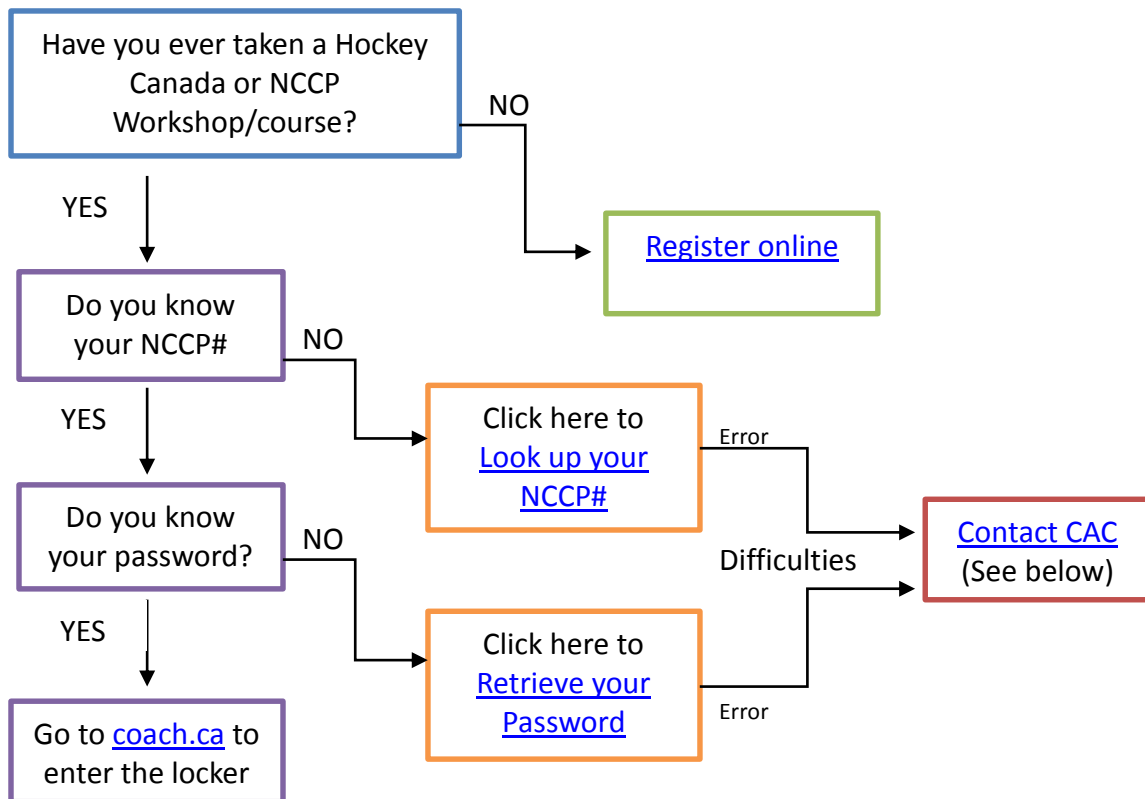 Have you ever taken a Hockey
Canada or NCCP
Workshop/course?
NO
YES
Register online
Do you know
your NCCP#
NO
YES
Click here to
Look up your
NCCP#
Error
Do you know
your password?
NO
Difficulties
Contact CAC
(See below)
YES
Click here to
Retrieve your
Password
Error
Go to coach.ca to
enter the locker